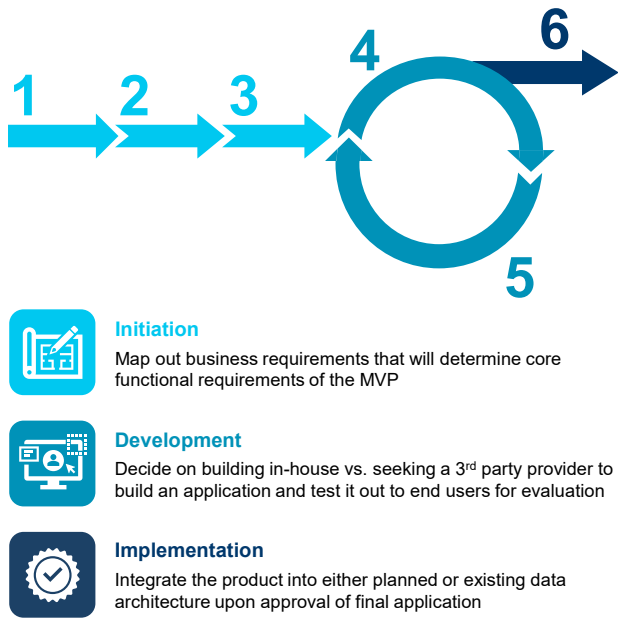 1
2
3
4
5
6
Initiation
Map out business requirements that will determine core
functional requirements of the MVP
Development
Decide on building in-house vs. seeking a 3rd party provider to
build an application and test it out to end users for evaluation
Implementation
Integrate the product into either planned or existing data
architecture upon approval of final application